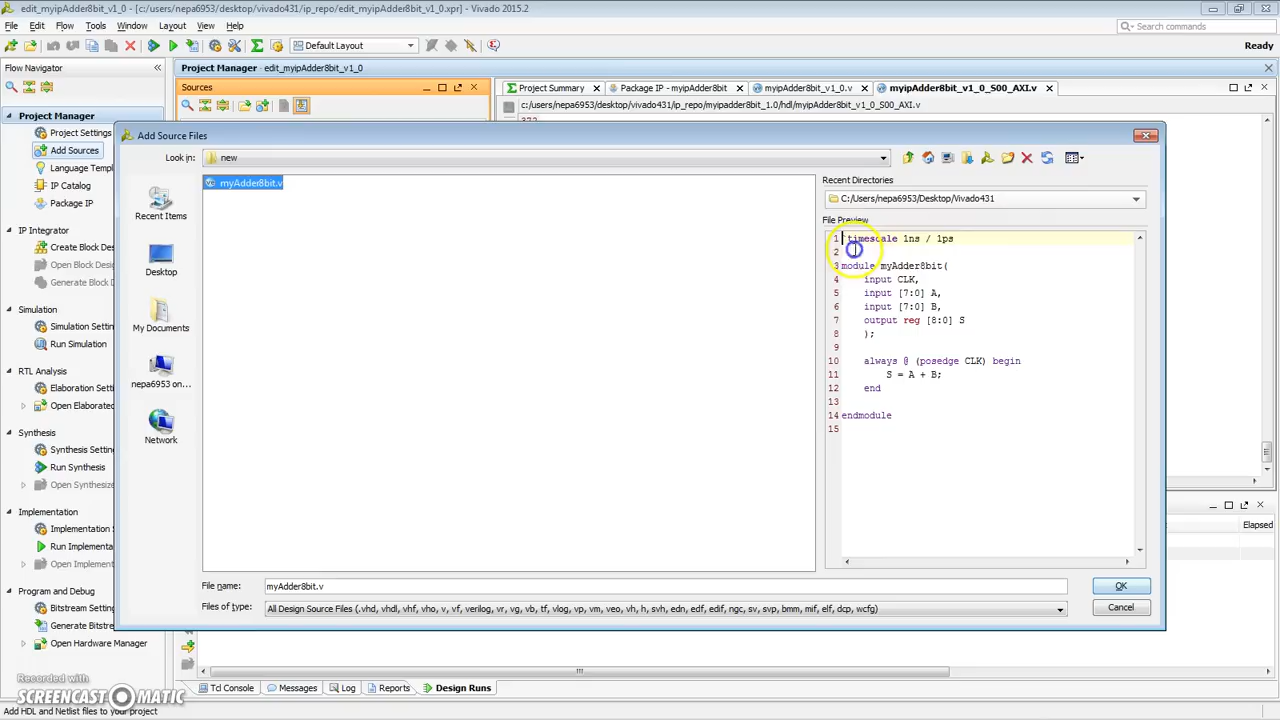 edit_myipAdder8bit_v1_0 - [c:/users/nepa6953/desktop/vivado431/ip_repo/edit_myipAdder8bit_v1_0.xpr] - Vivado 2015.2
File Edit Flow Tools Window Layout View Help
Search commands
Default Layout
Ready
Flow Navigator
Project Manager - edit_myipAdder8bit_v1_0
Sources
Project Summary
Package IP - myipAdder8bit
myipAdder8bit_v1_0.v
myipAdder8bit_v1_0_S00_AXI.v
c:/users/nepa6953/desktop/vivado431/ip_repo/myipadder8bit_1.0/hdl/myipAdder8bit_v1_0_S00_AXI.v
Project Manager
Project Settings
Add Sources
Language Templ
IP Catalog
Package IP
IP Integrator
Create Block Des
Open Block Desi
Generate Block D
Simulation
Simulation Settin
Run Simulation
RTL Analysis
Elaboration Setti
Open Elaborated
Synthesis
Synthesis Setting
Run Synthesis
Open Synthesize
Implementation
Implementation
Run Implementa
Open Implement
Program and Debug
Bitstream Setting
Generate Bitstre
Open Hardware Manager
Add Source Files
Look in:
new
myAdder8bit.v
Recent Items
Desktop
My Documents
nepa6953 on...
Network
Recent Directories
C:/Users/nepa6953/Desktop/Vivado431
File Preview
1 `timescale 1ns / 1ps
2
3 module myAdder8bit(
4 input CLK,
5 input [7:0] A,
6 input [7:0] B,
7 output reg [8:0] S
8 );
9
10 always @ (posedge CLK) begin
11 S = A + B;
12 end
13
14 endmodule
15
File name:
myAdder8bit.v
Files of type:
All Design Source Files (.vhd, vhdl, vhf, vho, v, vf, verilog, vr, vg, vb, tf, vlog, vp, vm, veo, vh, h, svh, edn, edf, edif, ngc, sv, svp, bmm, mif, elf, dcp, wcfg)
OK
Cancel
Elapsed
Tcl Console
Messages
Log
Reports
Design Runs
Recorded with
SCREENCAST MATIC
Add HDL and Netlist files to your project